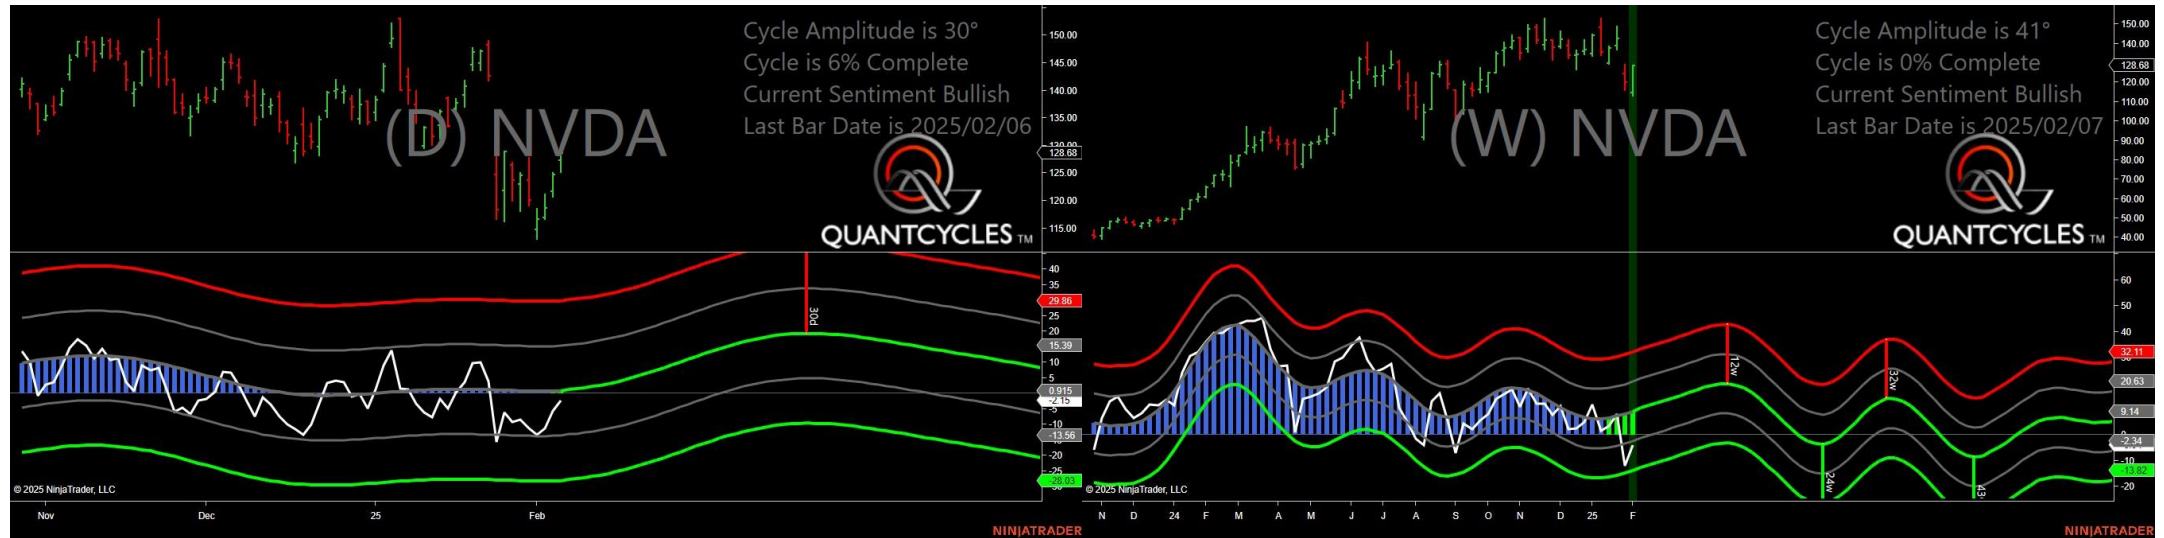 Cycle Amplitude is 30°
Cycle is 6% Complete
Current Sentiment Bullish
Last Bar Date is 2025/02/06
(D) NVDA
QUANTCYCLES TM
150.00
145.00
140.00
135.00
130.00
128.68
125.00
120.00
115.00
40
35
29.86
25
20
15.39
10
5
0.915
-2.15
-5
-10
-13.56
-20
-25
-28.03
30d
© 2025 NinjaTrader, LLC
Nov
Dec
25
Feb
NINJATRADER
Cycle Amplitude is 41°
Cycle is 0% Complete
Current Sentiment Bullish
Last Bar Date is 2025/02/07
(W) NVDA
QUANTCYCLES TM
150.00
140.00
128.68
120.00
110.00
100.00
90.00
80.00
70.00
60.00
50.00
40.00
60
50
40
32.11
20.63
9.14
-2.34
-10
-13.82
-20
12w
24w
32w
© 2025 NinjaTrader, LLC
N D 24 F M A M J J A S O N D 25 F
NINJATRADER